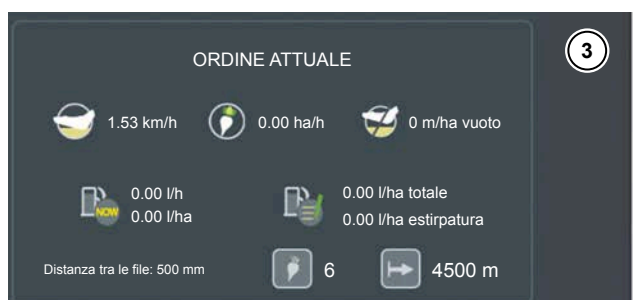 ORDINE ATTUALE
3
1.53 km/h 0.00 ha/h 0 m/ha vuoto
0.00 l/h 0.00 l/ha totale
NOW
0.00 l/ha 0.00 l/ha estirpatura
Distanza tra le file: 500 mm 6 4500 m